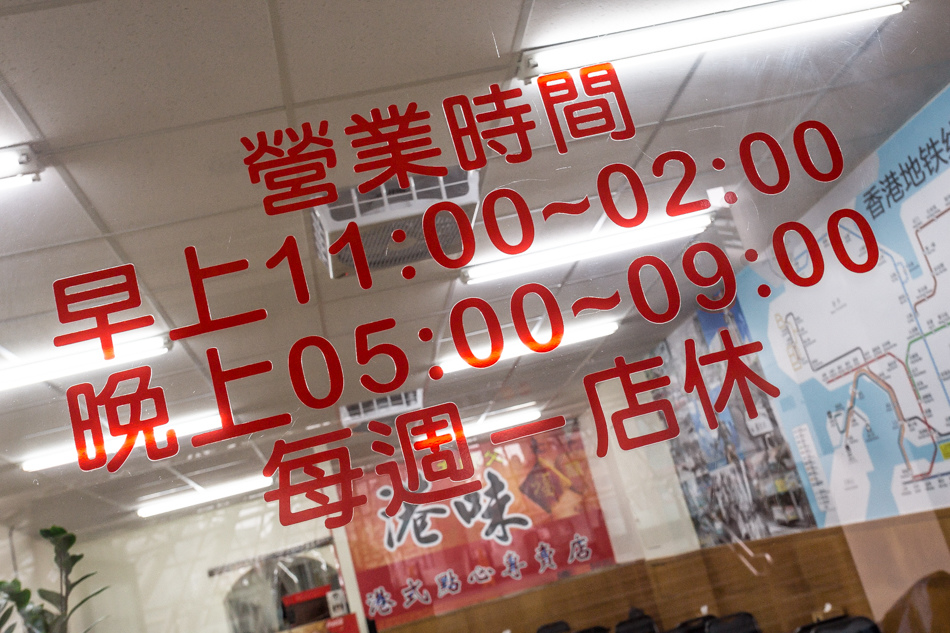 營業時間
早上11:00~02:00
晚上05:00~09:00
每週一店休
香港地铁
港味
港式點心專賣店